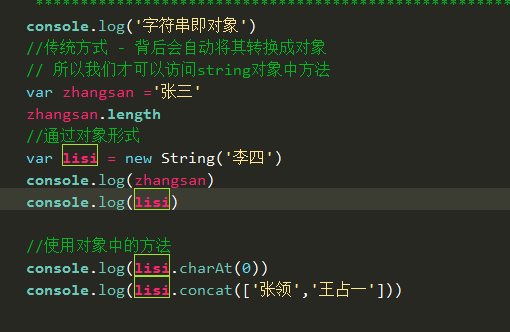 ************************************************
console.log('字符串即对象')
//传统方式 - 背后会自动将其转换成对象
// 所以我们才可以访问string对象中方法
var zhangsan ='张三'
zhangsan.length
//通过对象形式
var lisi = new String('李四')
console.log(zhangsan)
console.log(lisi)
//使用对象中的方法
console.log(lisi.charAt(0))
console.log(lisi.concat(['张领','王占一']))